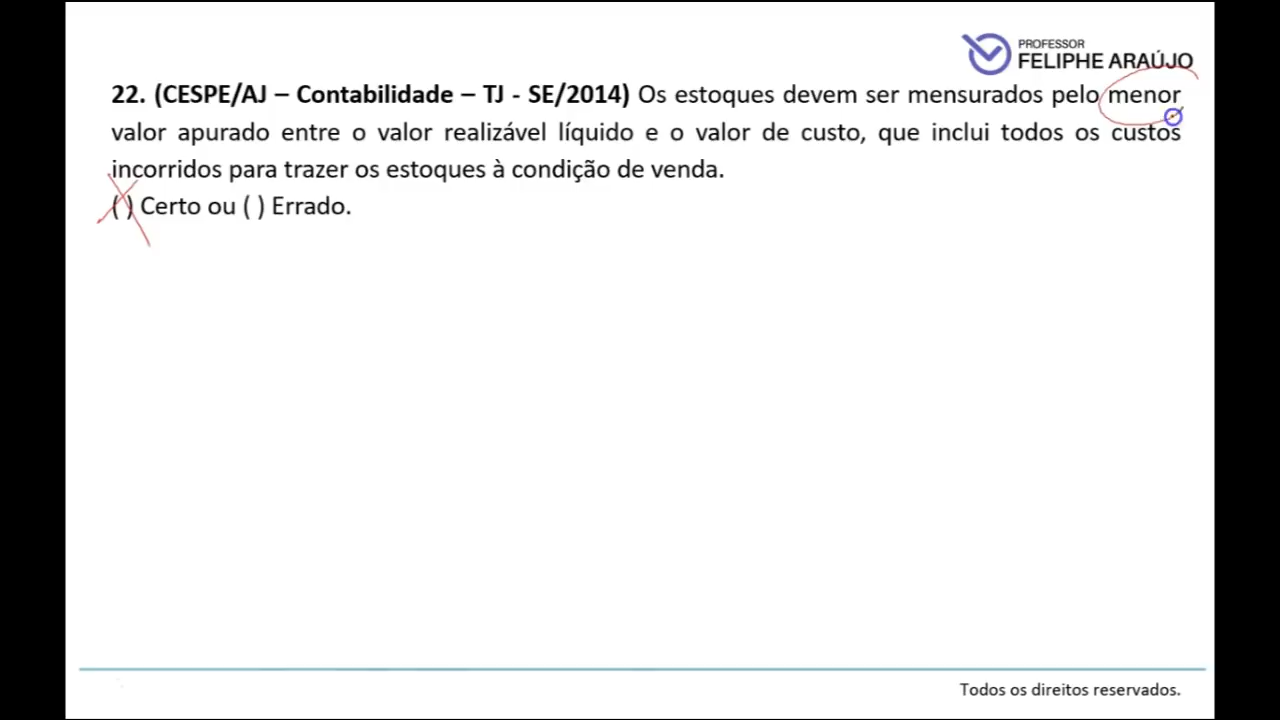 PROFESSOR
FELIPHE ARAÚJO
22. (CESPE/AJ – Contabilidade – TJ - SE/2014) Os estoques devem ser mensurados pelo menor
valor apurado entre o valor realizável líquido e o valor de custo, que inclui todos os custos
incorridos para trazer os estoques à condição de venda.
( ) Certo ou ( ) Errado.
Todos os direitos reservados.